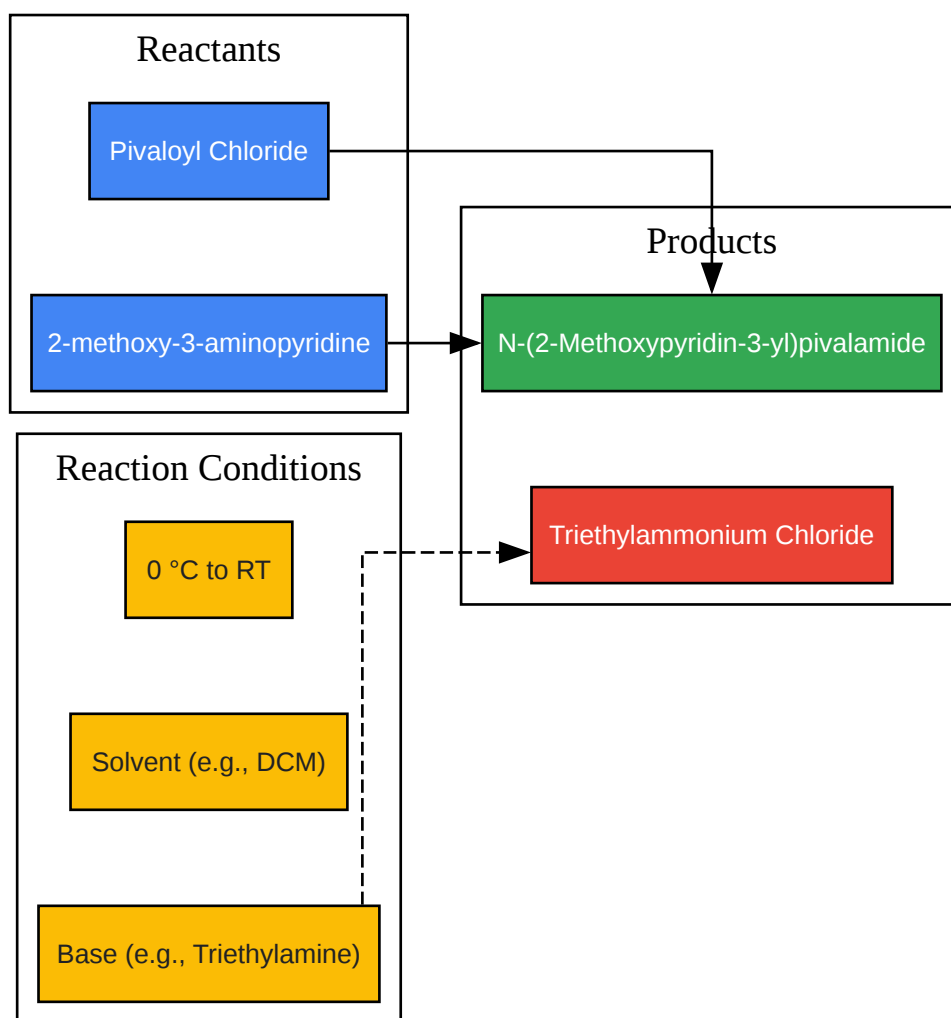 Reactants
Pivaloyl Chloride
2-methoxy-3-aminopyridine
Products
N-(2-Methoxypyridin-3-yl)pivalamide
Triethylammonium Chloride
Reaction Conditions
0 °C to RT
Solvent (e.g., DCM)
Base (e.g., Triethylamine)